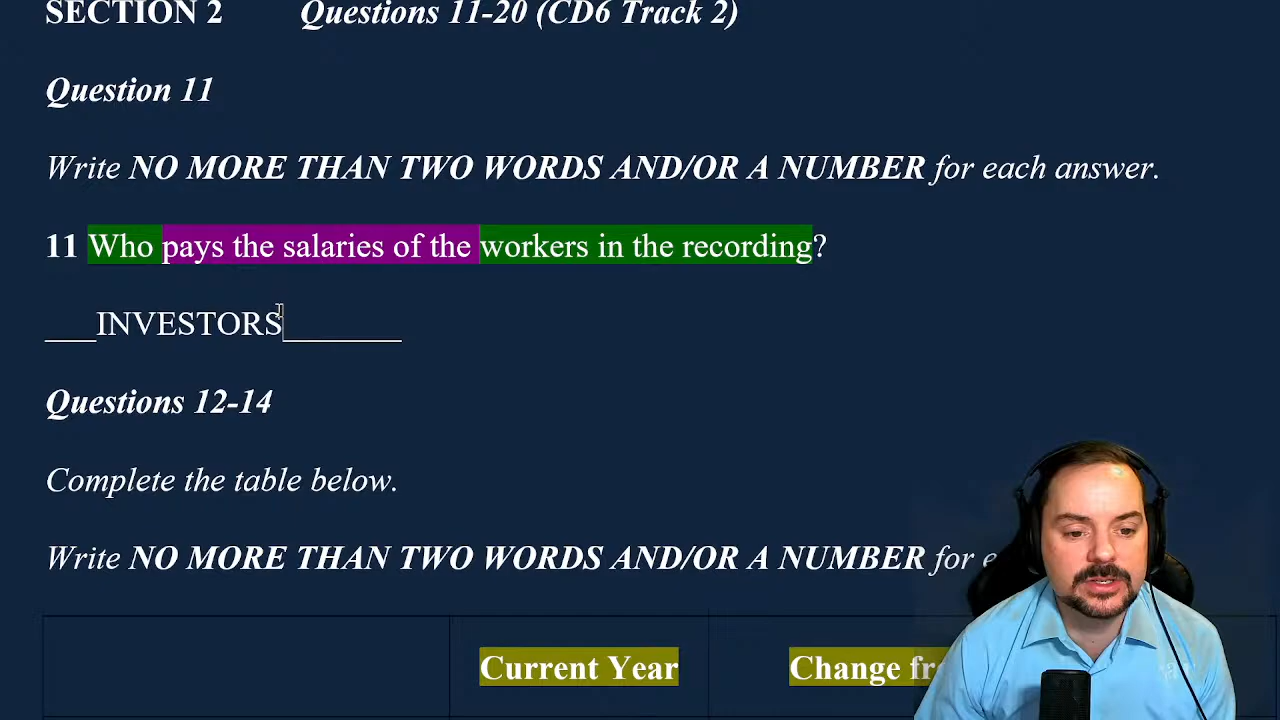 SECTION 2 Questions 11-20 (CD6 Track 2)
Question 11
Write NO MORE THAN TWO WORDS AND/OR A NUMBER for each answer.
11 Who pays the salaries of the workers in the recording?
___INVESTORS_______
Questions 12-14
Complete the table below.
Write NO MORE THAN TWO WORDS AND/OR A NUMBER for
Current Year Change